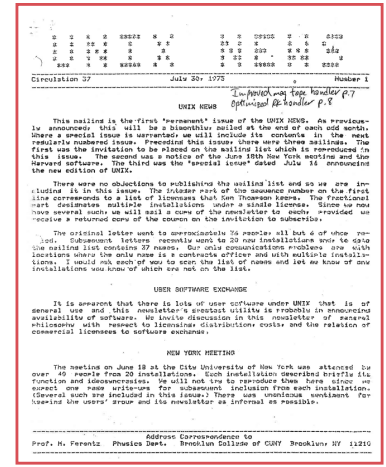 Circulation 37 July 30, 1975 Number 1
Improved mag tape handler p.7
Optimized RK handler p.8
UNIX NEWS
This mailing is the first "permanent" issue of the UNIX NEWS. As previous-
ly announced, this will be a bimonthly, mailed at the end of each odd month.
Where a special issue is warranted, we will include its contents in the next
regularly numbered issue. Preceding this issue, there were three mailings. The
first was the invitation to be placed on the mailing list which is reproduced in
this issue. The second was a notice of the June 18th New York meeting and the
Harvard software. The third was the "special issue" dated July 16 announcing
the new edition of UNIX.
There were no objections to publishing the mailing list and so we are in-
cluding it in this issue. The integer part of the sequence number on the first
line corresponds to a list of licensees that Ken Thompson keeps. The fractional
part designates multiple installations under a single license. Since we now
have several such, we will mail a copy of the newsletter to each, provided we
receive a returned copy of the coupon on the invitation to subscribe.
The original letter went to approximately 36 people, all but 6 of whom re-
plied. Subsequent letters recently went to 20 new installations and to date
the mailing list contains 37 names. Our only communications problems are with
locations where the only name is a contracts officer and with multiple installa-
tions. I would ask each of you to scan the list of names and let me know of any
installations you know of which are not on the list.
USER SOFTWARE EXCHANGE
It is apparent that there is lots of user software under UNIX that is of
general use and this newsletter's greatest utility is probably in announcing
availability of software. We invite discussion in this newsletter of general
philosophy with respect to licensing, distribution, costs, and the relation of
commercial licensees to software exchange.
NEW YORK MEETING
The meeting on June 18 at the City University of New York was attended by
over 40 people from 20 installations. Each installation described briefly its
function and ideosyncrasies. We will not try to reproduce them here since we
expect one page write-ups for subsequent inclusion from each installation.
(Several such are included in this issue.) There was unanimous sentiment for
keeping the users' group and its newsletter as informal as possible.
Address Correspondence to
Prof. M. Ferentz Physics Dept. Brooklyn College of CUNY Brooklyn, NY 11210